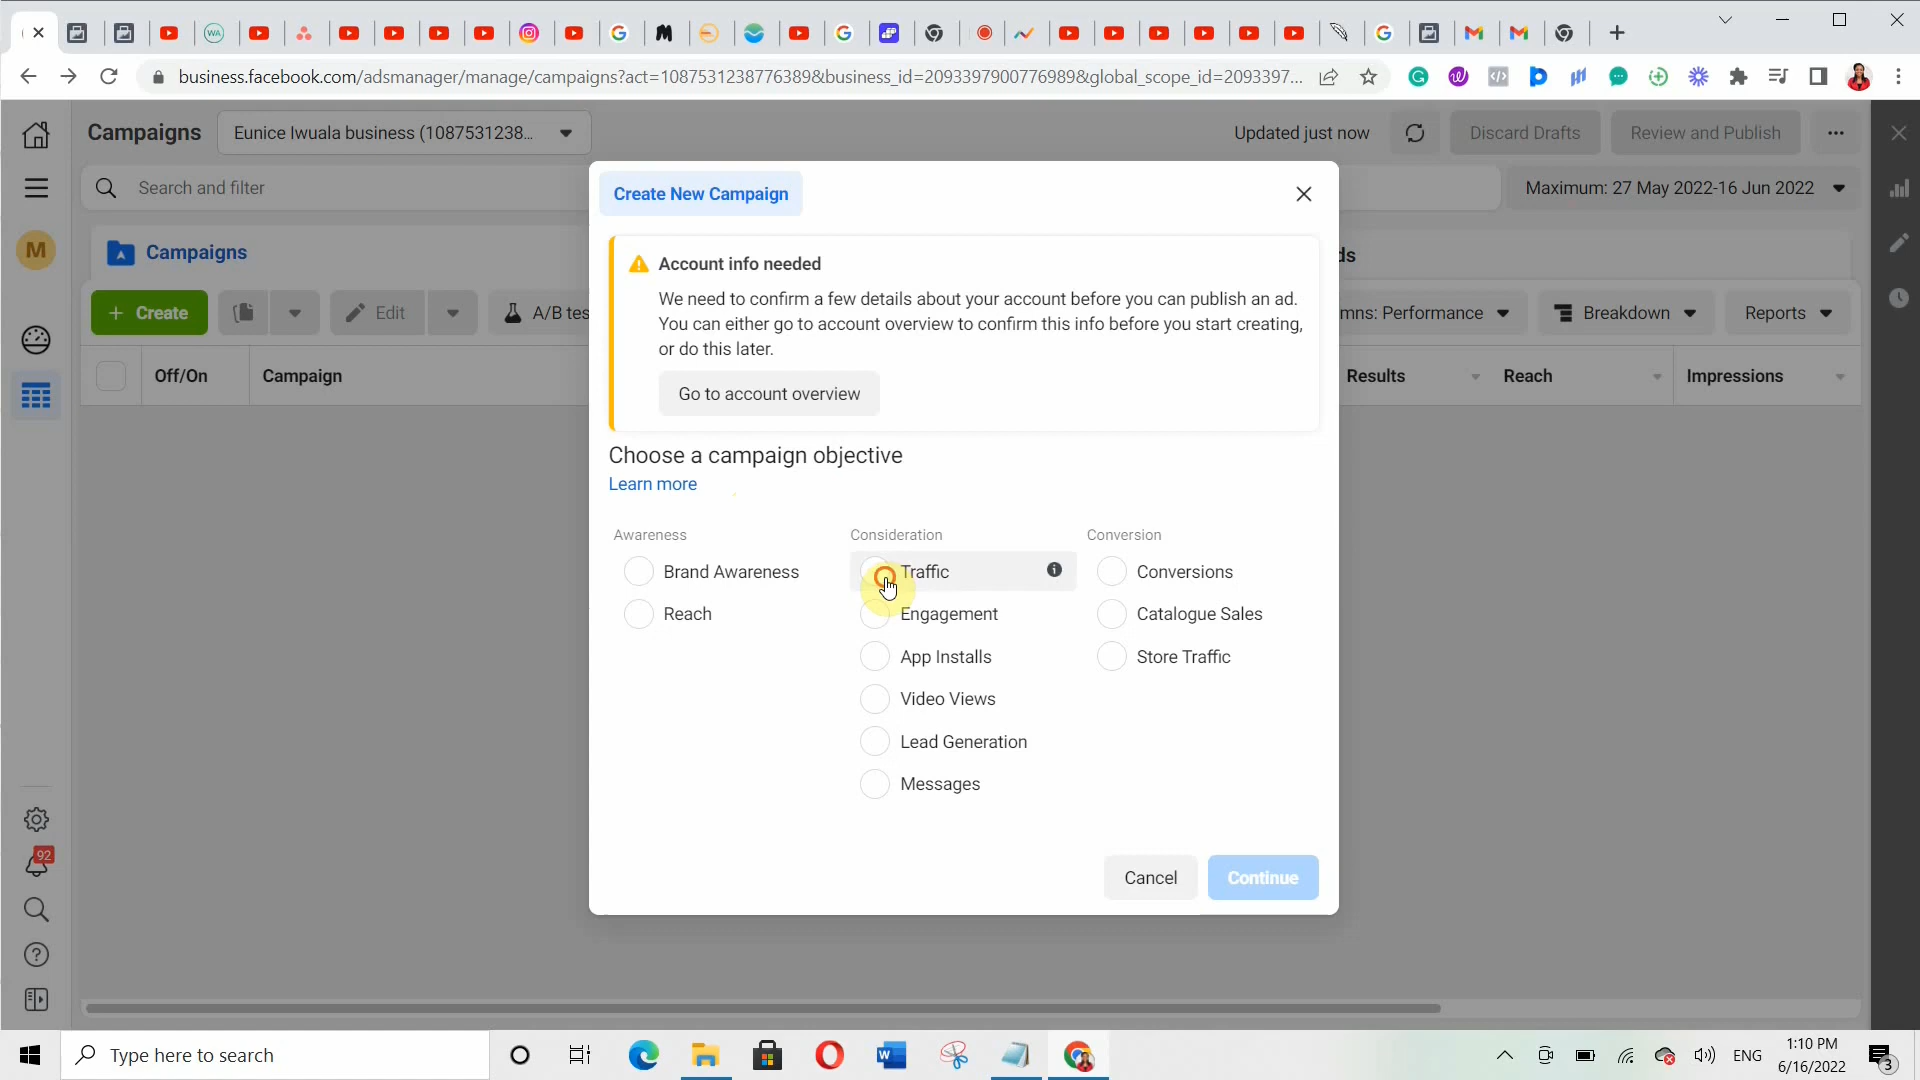 business.facebook.com/adsmanager/manage/campaigns?act=1087531238776389&business_id=2093397900776989&global_scope_id=2093397...
Campaigns
Eunice Iwuala business (1087531238...
Updated just now
Discard Drafts
Review and Publish
Search and filter
Maximum: 27 May 2022-16 Jun 2022
M
Campaigns
ds
+ Create
Edit
A/B tes
mns: Performance
Breakdown
Reports
Off/On
Campaign
Results
Reach
Impressions
Create New Campaign
Account info needed
We need to confirm a few details about your account before you can publish an ad.
You can either go to account overview to confirm this info before you start creating,
or do this later.
Go to account overview
Choose a campaign objective
Learn more
Awareness
Brand Awareness
Reach
Consideration
Traffic
Engagement
App Installs
Video Views
Lead Generation
Messages
Conversion
Conversions
Catalogue Sales
Store Traffic
Cancel
Continue
92
Type here to search
ENG
1:10 PM
6/16/2022
3